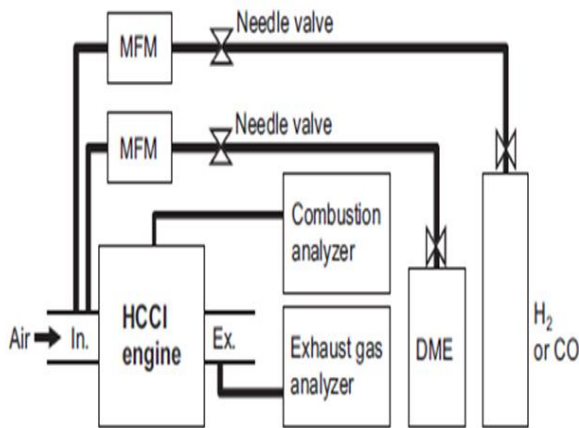 Needle valve
MFM
Needle valve
MFM
Combustion
analyzer
HCCI
engine
Air
In.
Ex.
Exhaust gas
analyzer
DME
H₂
or CO